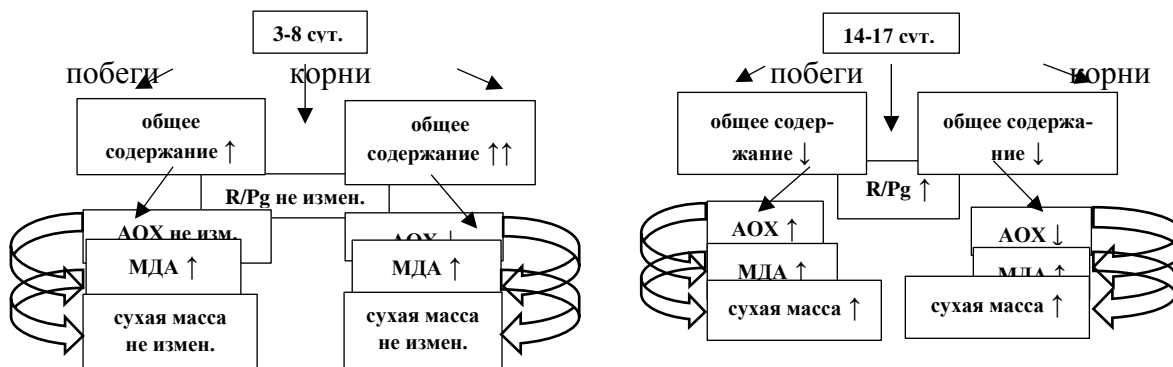 3-8 сут.
побеги
корни
общее
содержание ↑
общее
содержание ↑↑
R/Pg не измен.
АОХ не изм.
МДА ↑
сухая масса
не измен.
АОХ ↓
МДА ↑
сухая масса
не измен.
14-17 сут.
побеги
корни
общее содер-
жание ↓
общее содержа-
ние ↓
R/Pg ↑
АОХ ↑
МДА ↑
сухая масса ↑
АОХ ↓
МДА ↑
сухая масса ↑